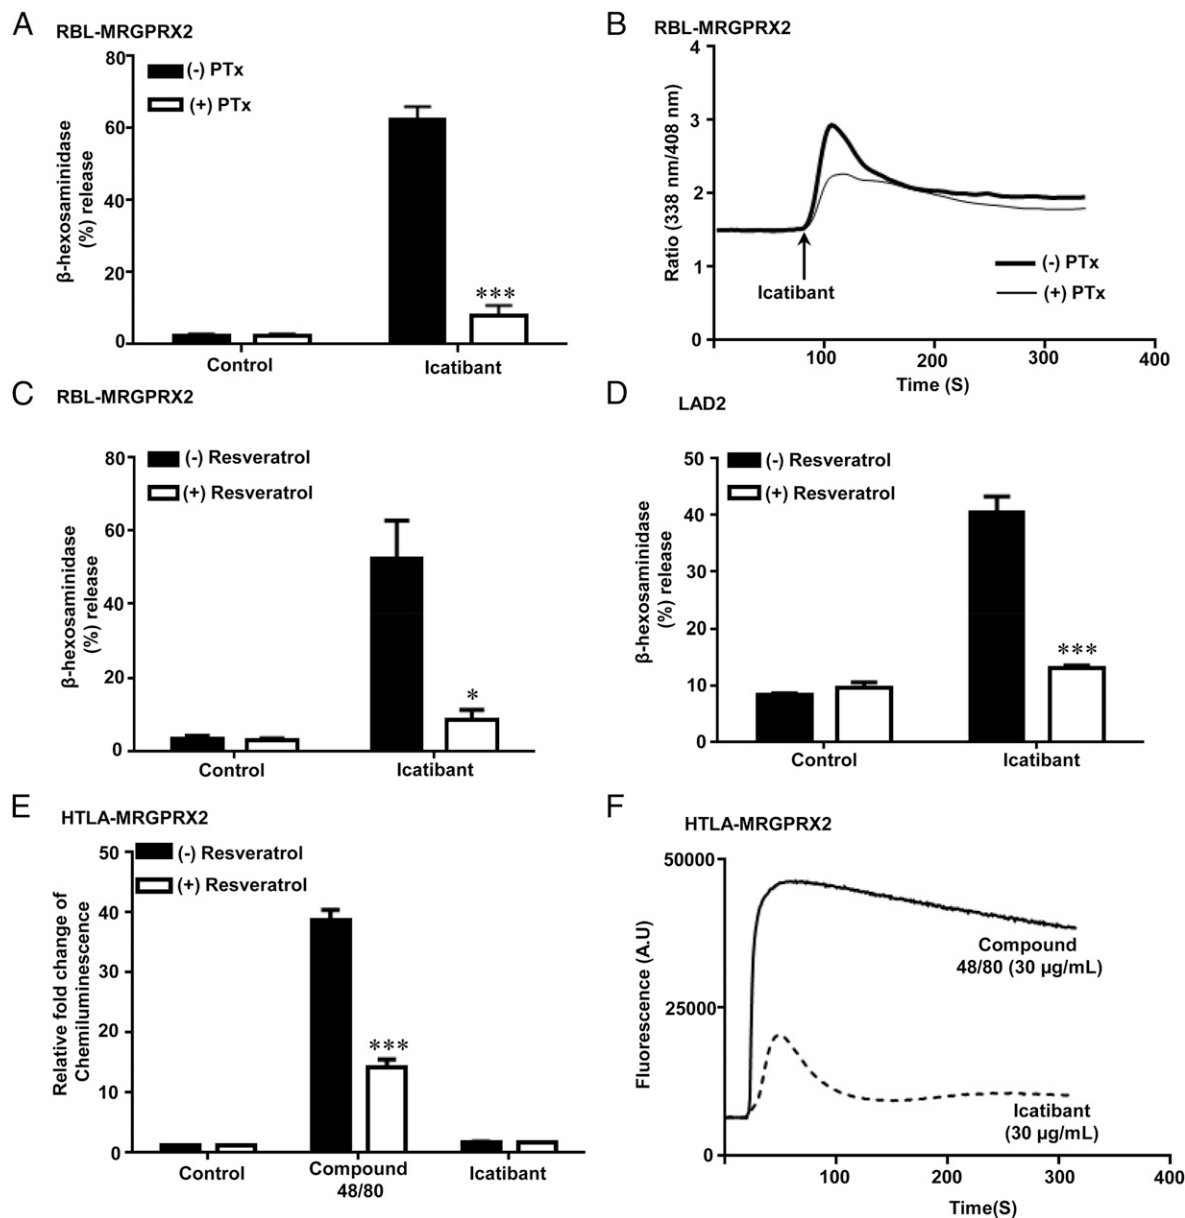 A
RBL-MRGPRX2
(-) PTx
(+) PTx
β-hexosaminidase
(%) release
80
60
40
20
0
***
Control
Icatibant
B
RBL-MRGPRX2
Ratio (338 nm/408 nm)
4
3
2
1
0
Icatibant
(-) PTx
(+) PTx
100
200
300
400
Time (S)
C
RBL-MRGPRX2
(-) Resveratrol
(+) Resveratrol
β-hexosaminidase
(%) release
80
60
40
20
0
*
Control
Icatibant
D
LAD2
(-) Resveratrol
(+) Resveratrol
β-hexosaminidase
(%) release
50
40
30
20
10
0
***
Control
Icatibant
E
HTLA-MRGPRX2
(-) Resveratrol
(+) Resveratrol
Relative fold change of
Chemiluminescence
50
40
30
20
10
0
***
Control
Compound
48/80
Icatibant
F
HTLA-MRGPRX2
Fluorescence (A.U)
50000
25000
0
Compound
48/80 (30 µg/mL)
Icatibant
(30 µg/mL)
100
200
300
400
Time(S)